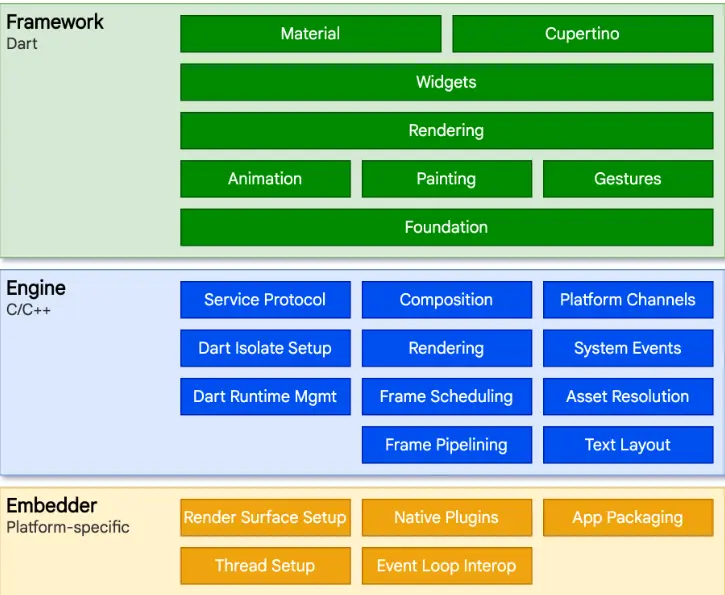 Framework
Dart
Material
Cupertino
Widgets
Rendering
Animation
Painting
Gestures
Foundation
Engine
C/C++
Service Protocol
Composition
Platform Channels
Dart Isolate Setup
Rendering
System Events
Dart Runtime Mgmt
Frame Scheduling
Asset Resolution
Frame Pipelining
Text Layout
Embedder
Platform-specific
Render Surface Setup
Native Plugins
App Packaging
Thread Setup
Event Loop Interop